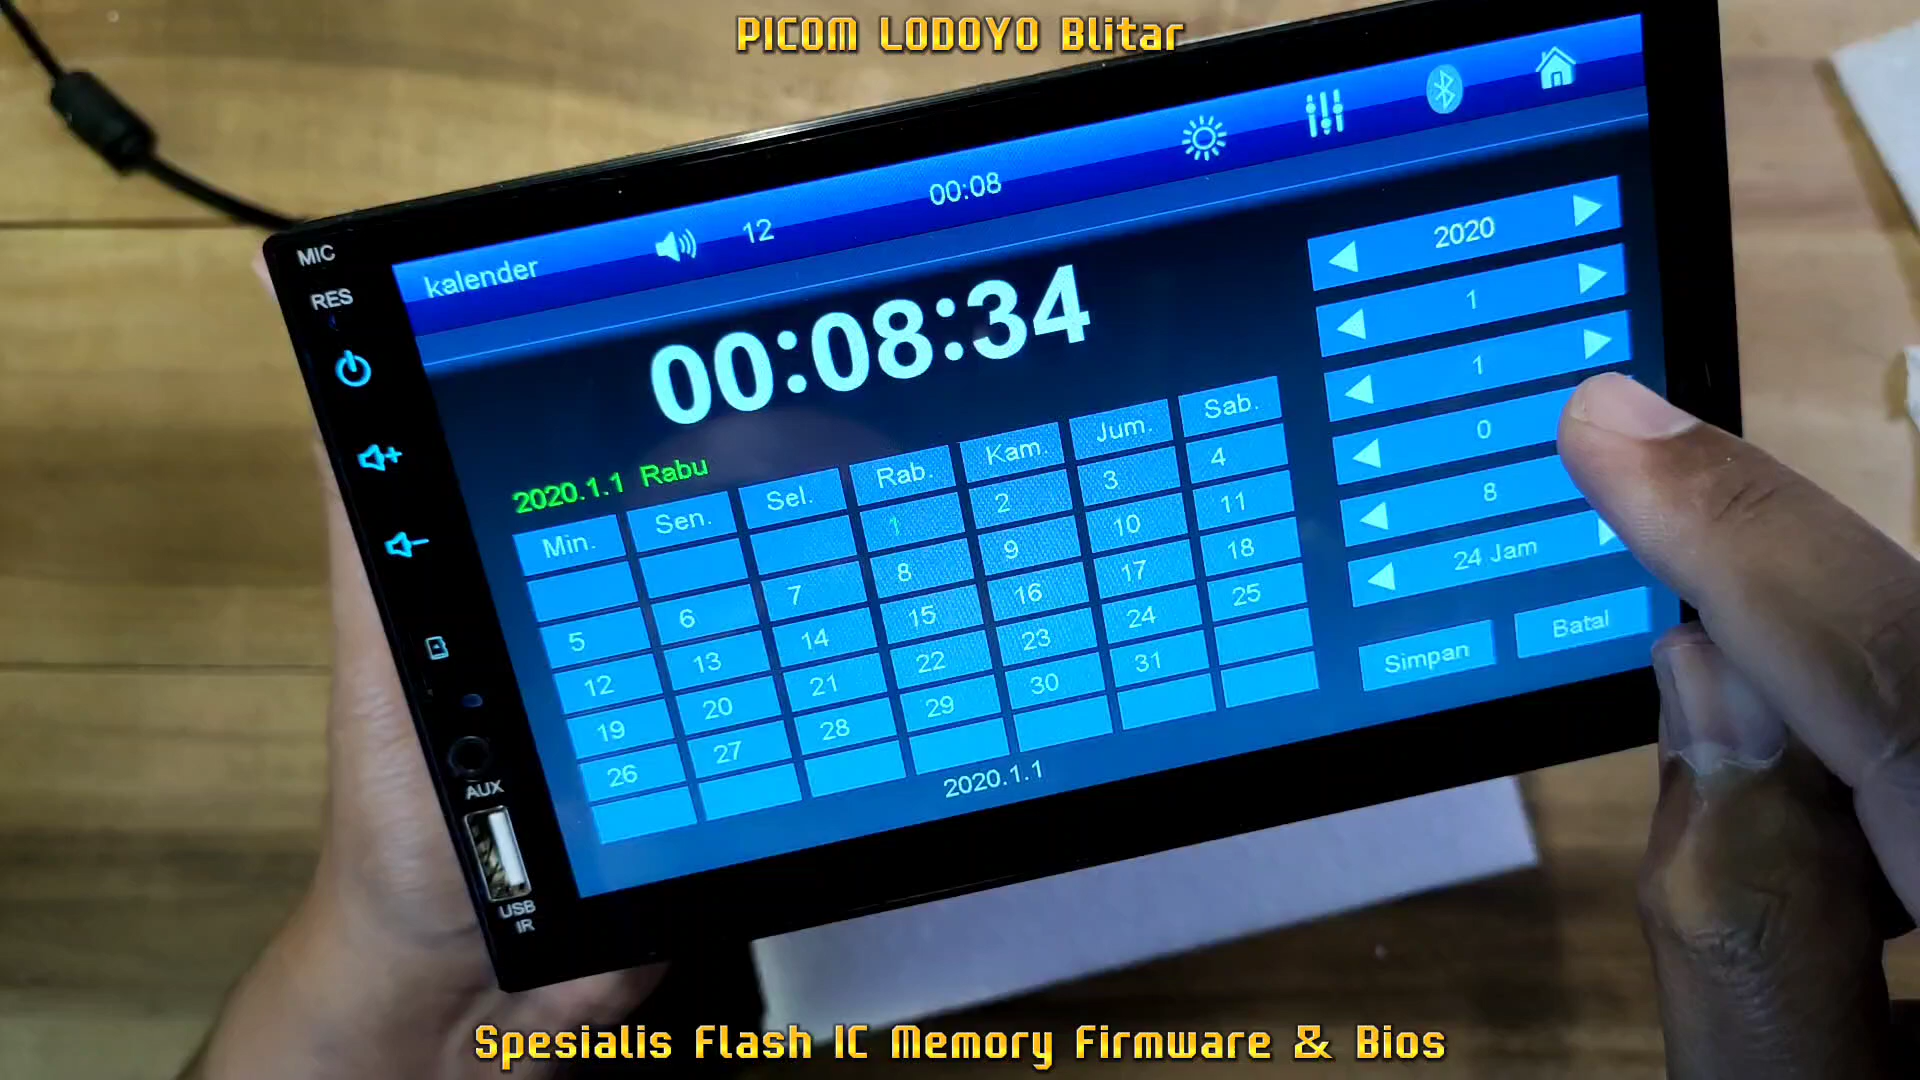 PICOM LODOYO Blitar
MIC
RES
kalender 12 00:08
00:08:34
2020.1.1 Rabu
Min. Sen. Sel. Rab. Kam. Jum. Sab.
1 2 3 4
5 6 7 8 9 10 11
12 13 14 15 16 17 18
19 20 21 22 23 24 25
26 27 28 29 30 31
2020.1.1
2020
1
1
0
8
24 Jam
Simpan Batal
AUX
USB
IR
Spesialis Flash IC Memory Firmware & Bios